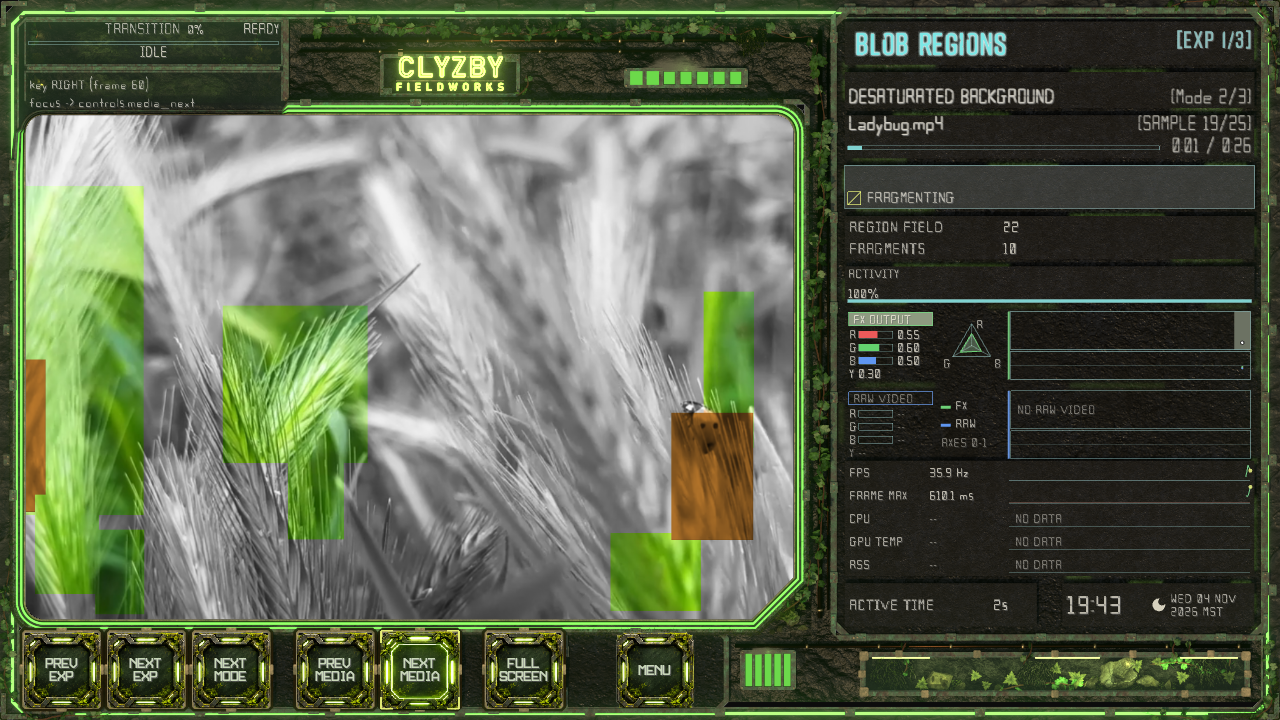 TRANSITION 0% READY
IDLE
key RIGHT (frame 60)
focus -> controls media_next
CLYZBY
FIELDWORKS
BLOB REGIONS [EXP 1/3]
DESATURATED BACKGROUND (Mode 2/3)
Ladybug.mp4 [SAMPLE 19/25]
0:01 / 0:26
FRAGMENTING
REGION FIELD 22
FRAGMENTS 10
ACTIVITY
100%
FX OUTPUT
R 0.55
G 0.60
B 0.50
Y 0.30
R
G B
RAW VIDEO
R --
G --
B --
Y --
FX
RAW
AXES 0-1
NO RAW VIDEO
FPS 35.9 Hz
FRAME MAX 610.1 ms
CPU -- NO DATA
GPU TEMP -- NO DATA
RSS -- NO DATA
ACTIVE TIME 2s
19:43
WED 04 NOV
2026 MST
PREV
EXP
NEXT
EXP
NEXT
MODE
PREV
MEDIA
NEXT
MEDIA
FULL
SCREEN
MENU